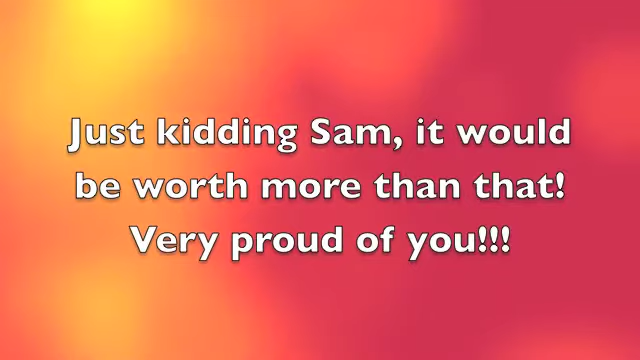 Just kidding Sam, it would
be worth more than that!
Very proud of you!!!